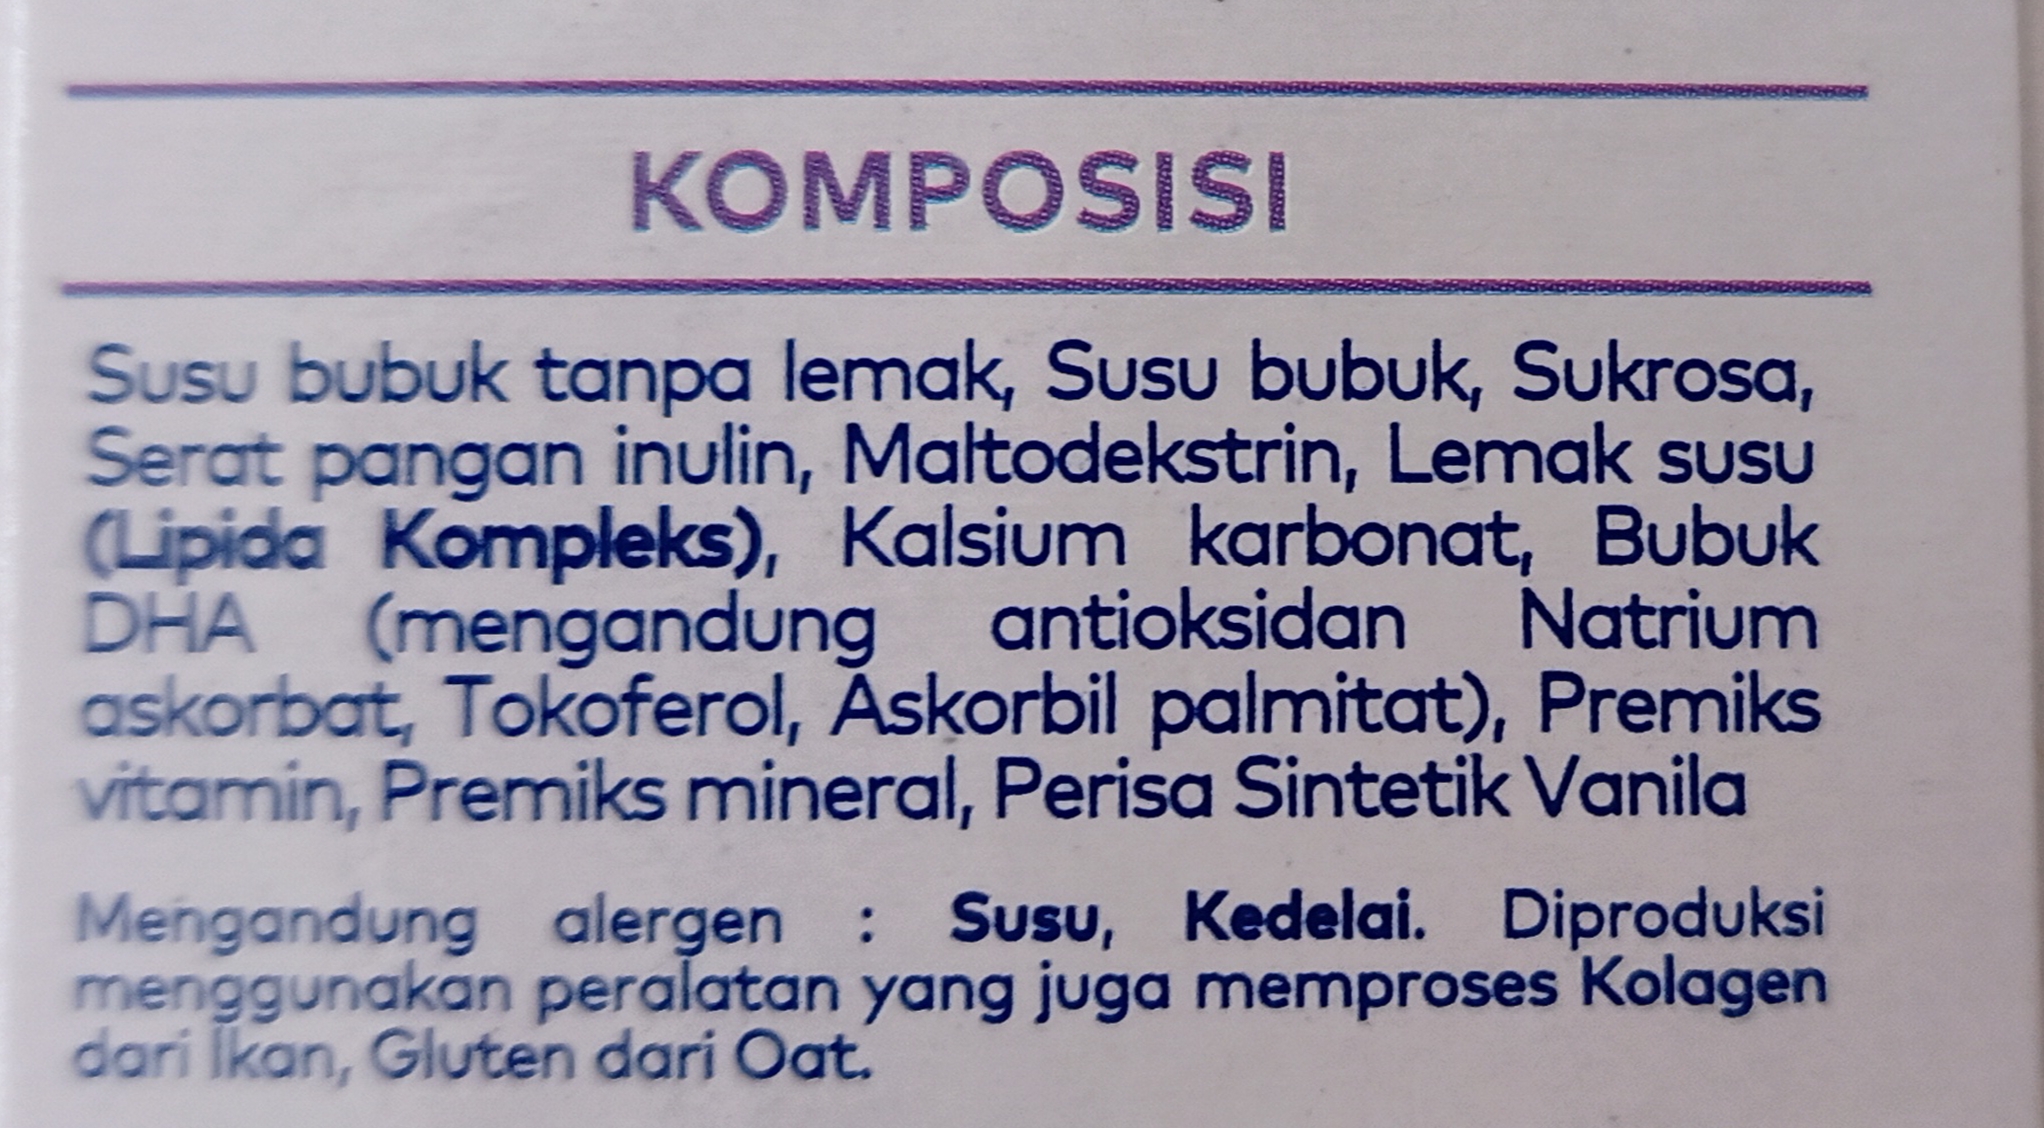 KOMPOSISI
Susu bubuk tanpa lemak, Susu bubuk, Sukrosa,
Serat pangan inulin, Maltodekstrin, Lemak susu
(Lipida Kompleks), Kalsium karbonat, Bubuk
DHA (mengandung antioksidan Natrium
askorbat, Tokoferol, Askorbil palmitat), Premiks
vitamin, Premiks mineral, Perisa Sintetik Vanila
Mengandung alergen : Susu, Kedelai. Diproduksi
menggunakan peralatan yang juga memproses Kolagen
dari Ikan, Gluten dari Oat.